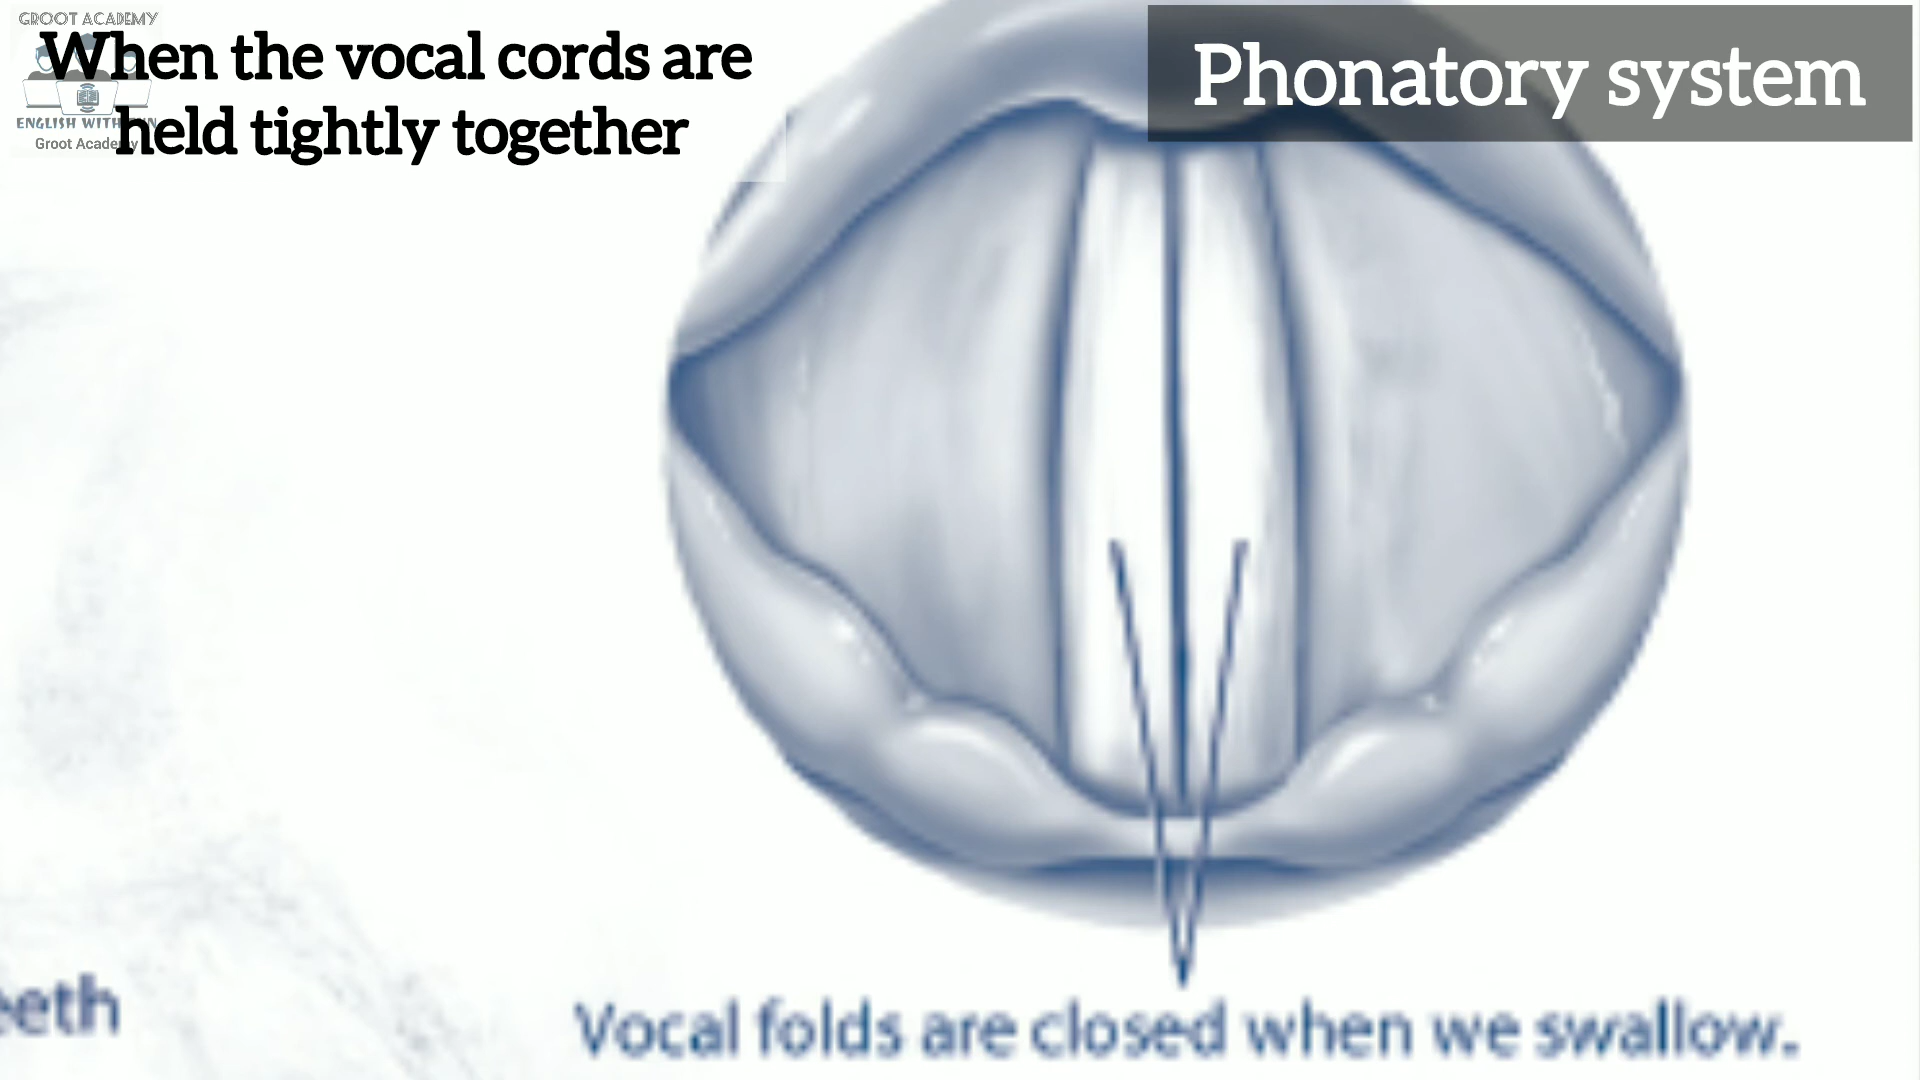 GROOT ACADEMY
When the vocal cords are
held tightly together
ENGLISH WITH
Groot Academy
Phonatory system
eeth
Vocal folds are closed when we swallow.